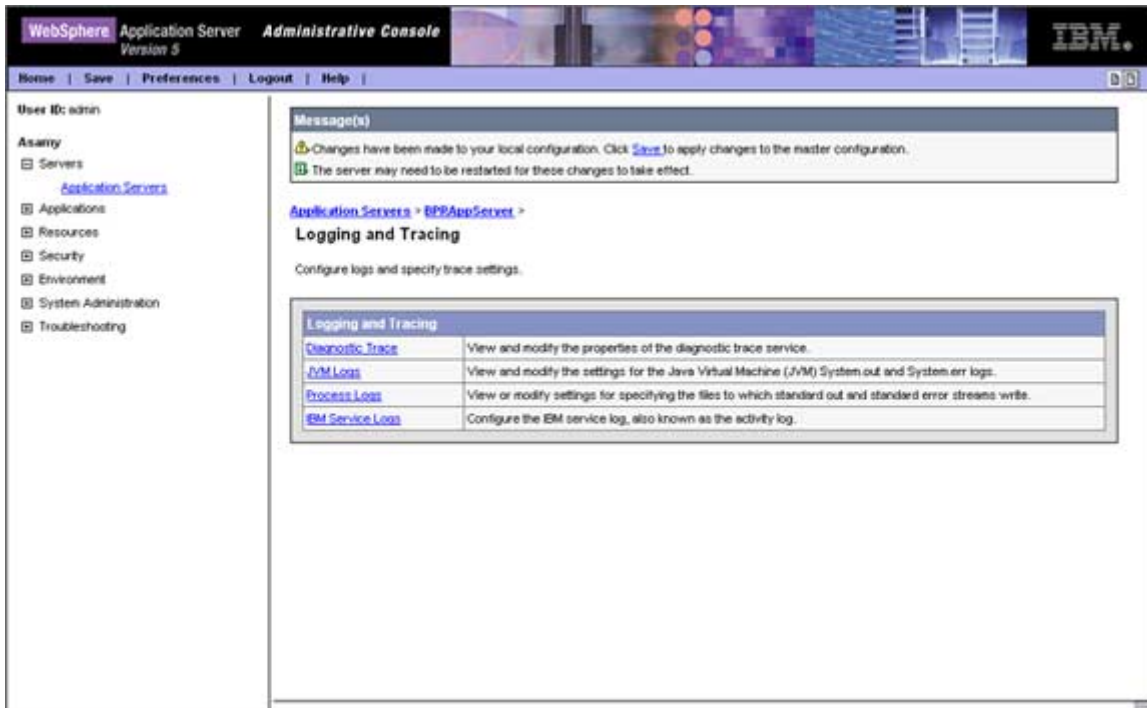 WebSphere Application Server Administrative Console
Version 5
IBM.
Home | Save | Preferences | Logout | Help |
User ID: admin
Asamy
Servers
Application Servers
Applications
Resources
Security
Environment
System Administration
Troubleshooting
Message(s)
Changes have been made to your local configuration. Click Save to apply changes to the master configuration.
The server may need to be restarted for these changes to take effect.
Application Servers > BPPAppServer >
Logging and Tracing
Configure logs and specify trace settings.
Logging and Tracing
Diagnostic Trace View and modify the properties of the diagnostic trace service.
JVM Logs View and modify the settings for the Java Virtual Machine (JVM) System.out and System.err logs.
Process Logs View or modify settings for specifying the files to which standard out and standard error streams write.
IBM Service Logs Configure the IBM service log, also known as the activity log.